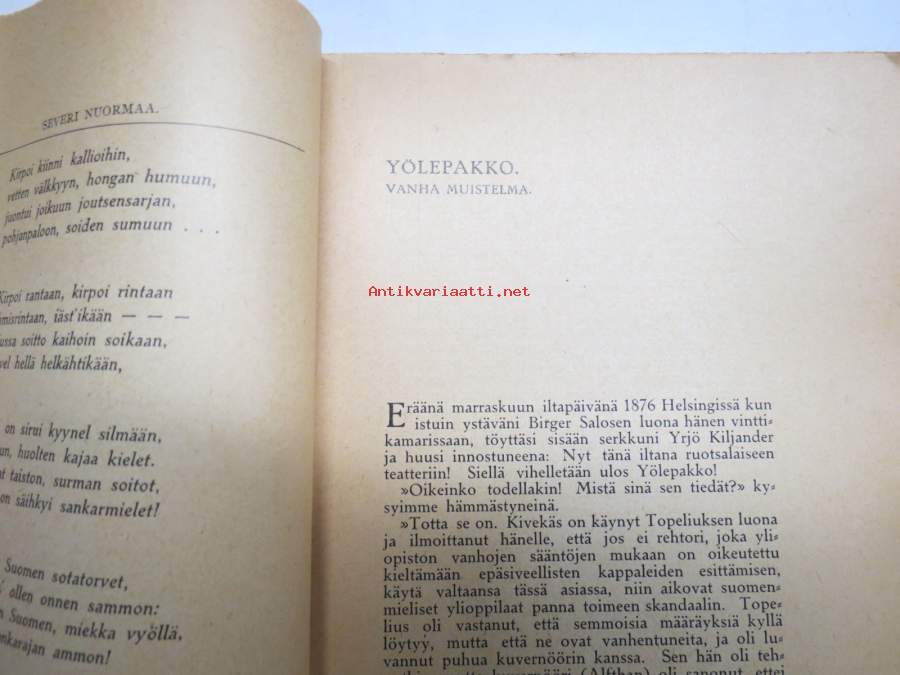 SEVERI NUORMAA.
Kirpoi kiinni kallioihin,
vetten välkkyyn, hongan humuun,
juontui joikuun joutsensarjan,
pohjanpaloon, soiden sumuun . . .
Kirpoi rantaan, kirpoi rintaan
iäst'ikään — — —
soitto kaihoin soikaan,
hellä helkähtikään,
on sirui kyynel silmään,
huolten kajaa kielet.
taiston, surman soitot,
on säihkyi sankarmielet!
Suomen sotatorvet,
ollen onnen sammon:
Suomen, miekka vyöllä,
ammon!
YÖLEPAKKO.
VANHA MUISTELMA.
Antikvariaatti.net
Eräänä marraskuun iltapäivänä 1876 Helsingissä kun
istuin ystäväni Birger Salosen luona hänen vintti-
kamarissaan, töyttäsi sisään serkkuni Yrjö Kiljander
ja huusi innostuneena: Nyt tänä iltana ruotsalaiseen
teatteriin! Siellä vihelletään ulos Yölepakko!
»Oikeinko todellakin! Mistä sinä sen tiedät?» ky-
syimme hämmästyneinä.
»Totta se on. Kivekäs on käynyt Topeliuksen luona
ja ilmoittanut hänelle, että jos ei rehtori, joka yli-
opiston vanhojen sääntöjen mukaan on oikeutettu
kieltämään epäsiveellisten kappaleiden esittämisen,
käytä valtaansa tässä asiassa, niin aikovat suomen-
mieliset ylioppilaat panna toimeen skandaalin. Tope-
lius oli vastanut, että semmoisia määräyksiä kyllä
löytyy, mutta että ne ovat vanhentuneita, ja oli lu-
vannut puhua kuvernöörin kanssa. Sen hän oli teh-
(Alfthan) oli sanonut, ettei